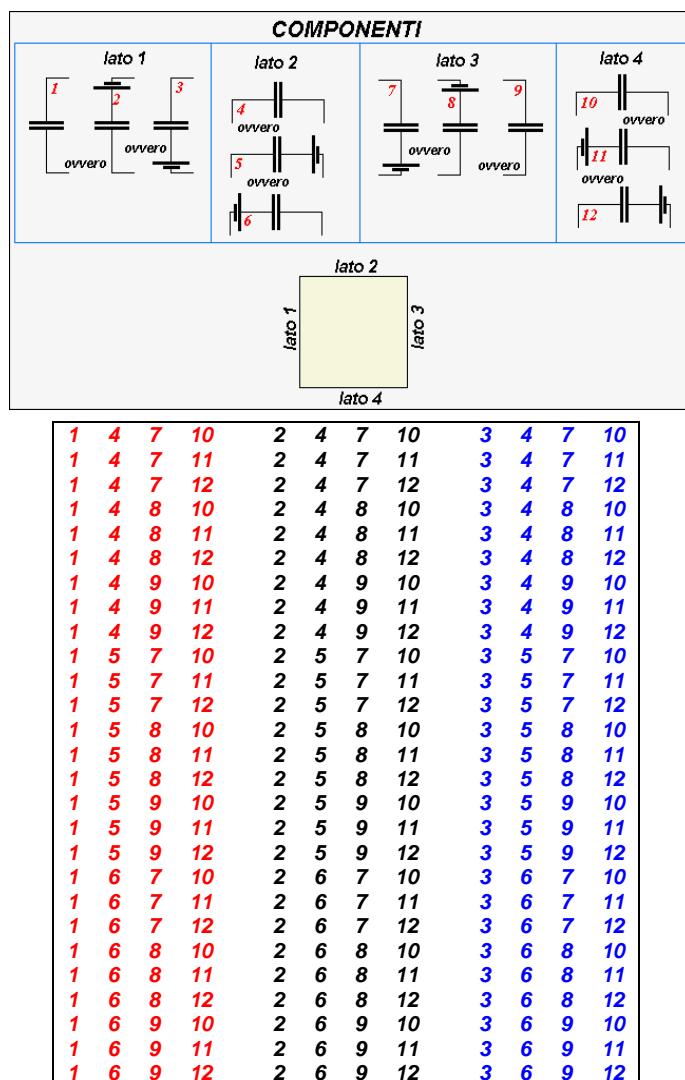 COMPONENTI
lato 1 lato 2 lato 3 lato 4
1 2 3 4 7 8 9 10
ovvero ovvero
ovvero ovvero
5 11
ovvero ovvero ovvero ovvero
6 12
lato 2
lato 1
lato 3
lato 4
1 4 7 10 2 4 7 10 3 4 7 10
1 4 7 11 2 4 7 11 3 4 7 11
1 4 7 12 2 4 7 12 3 4 7 12
1 4 8 10 2 4 8 10 3 4 8 10
1 4 8 11 2 4 8 11 3 4 8 11
1 4 8 12 2 4 8 12 3 4 8 12
1 4 9 10 2 4 9 10 3 4 9 10
1 4 9 11 2 4 9 11 3 4 9 11
1 4 9 12 2 4 9 12 3 4 9 12
1 5 7 10 2 5 7 10 3 5 7 10
1 5 7 11 2 5 7 11 3 5 7 11
1 5 7 12 2 5 7 12 3 5 7 12
1 5 8 10 2 5 8 10 3 5 8 10
1 5 8 11 2 5 8 11 3 5 8 11
1 5 8 12 2 5 8 12 3 5 8 12
1 5 9 10 2 5 9 10 3 5 9 10
1 5 9 11 2 5 9 11 3 5 9 11
1 5 9 12 2 5 9 12 3 5 9 12
1 6 7 10 2 6 7 10 3 6 7 10
1 6 7 11 2 6 7 11 3 6 7 11
1 6 7 12 2 6 7 12 3 6 7 12
1 6 8 10 2 6 8 10 3 6 8 10
1 6 8 11 2 6 8 11 3 6 8 11
1 6 8 12 2 6 8 12 3 6 8 12
1 6 9 10 2 6 9 10 3 6 9 10
1 6 9 11 2 6 9 11 3 6 9 11
1 6 9 12 2 6 9 12 3 6 9 12